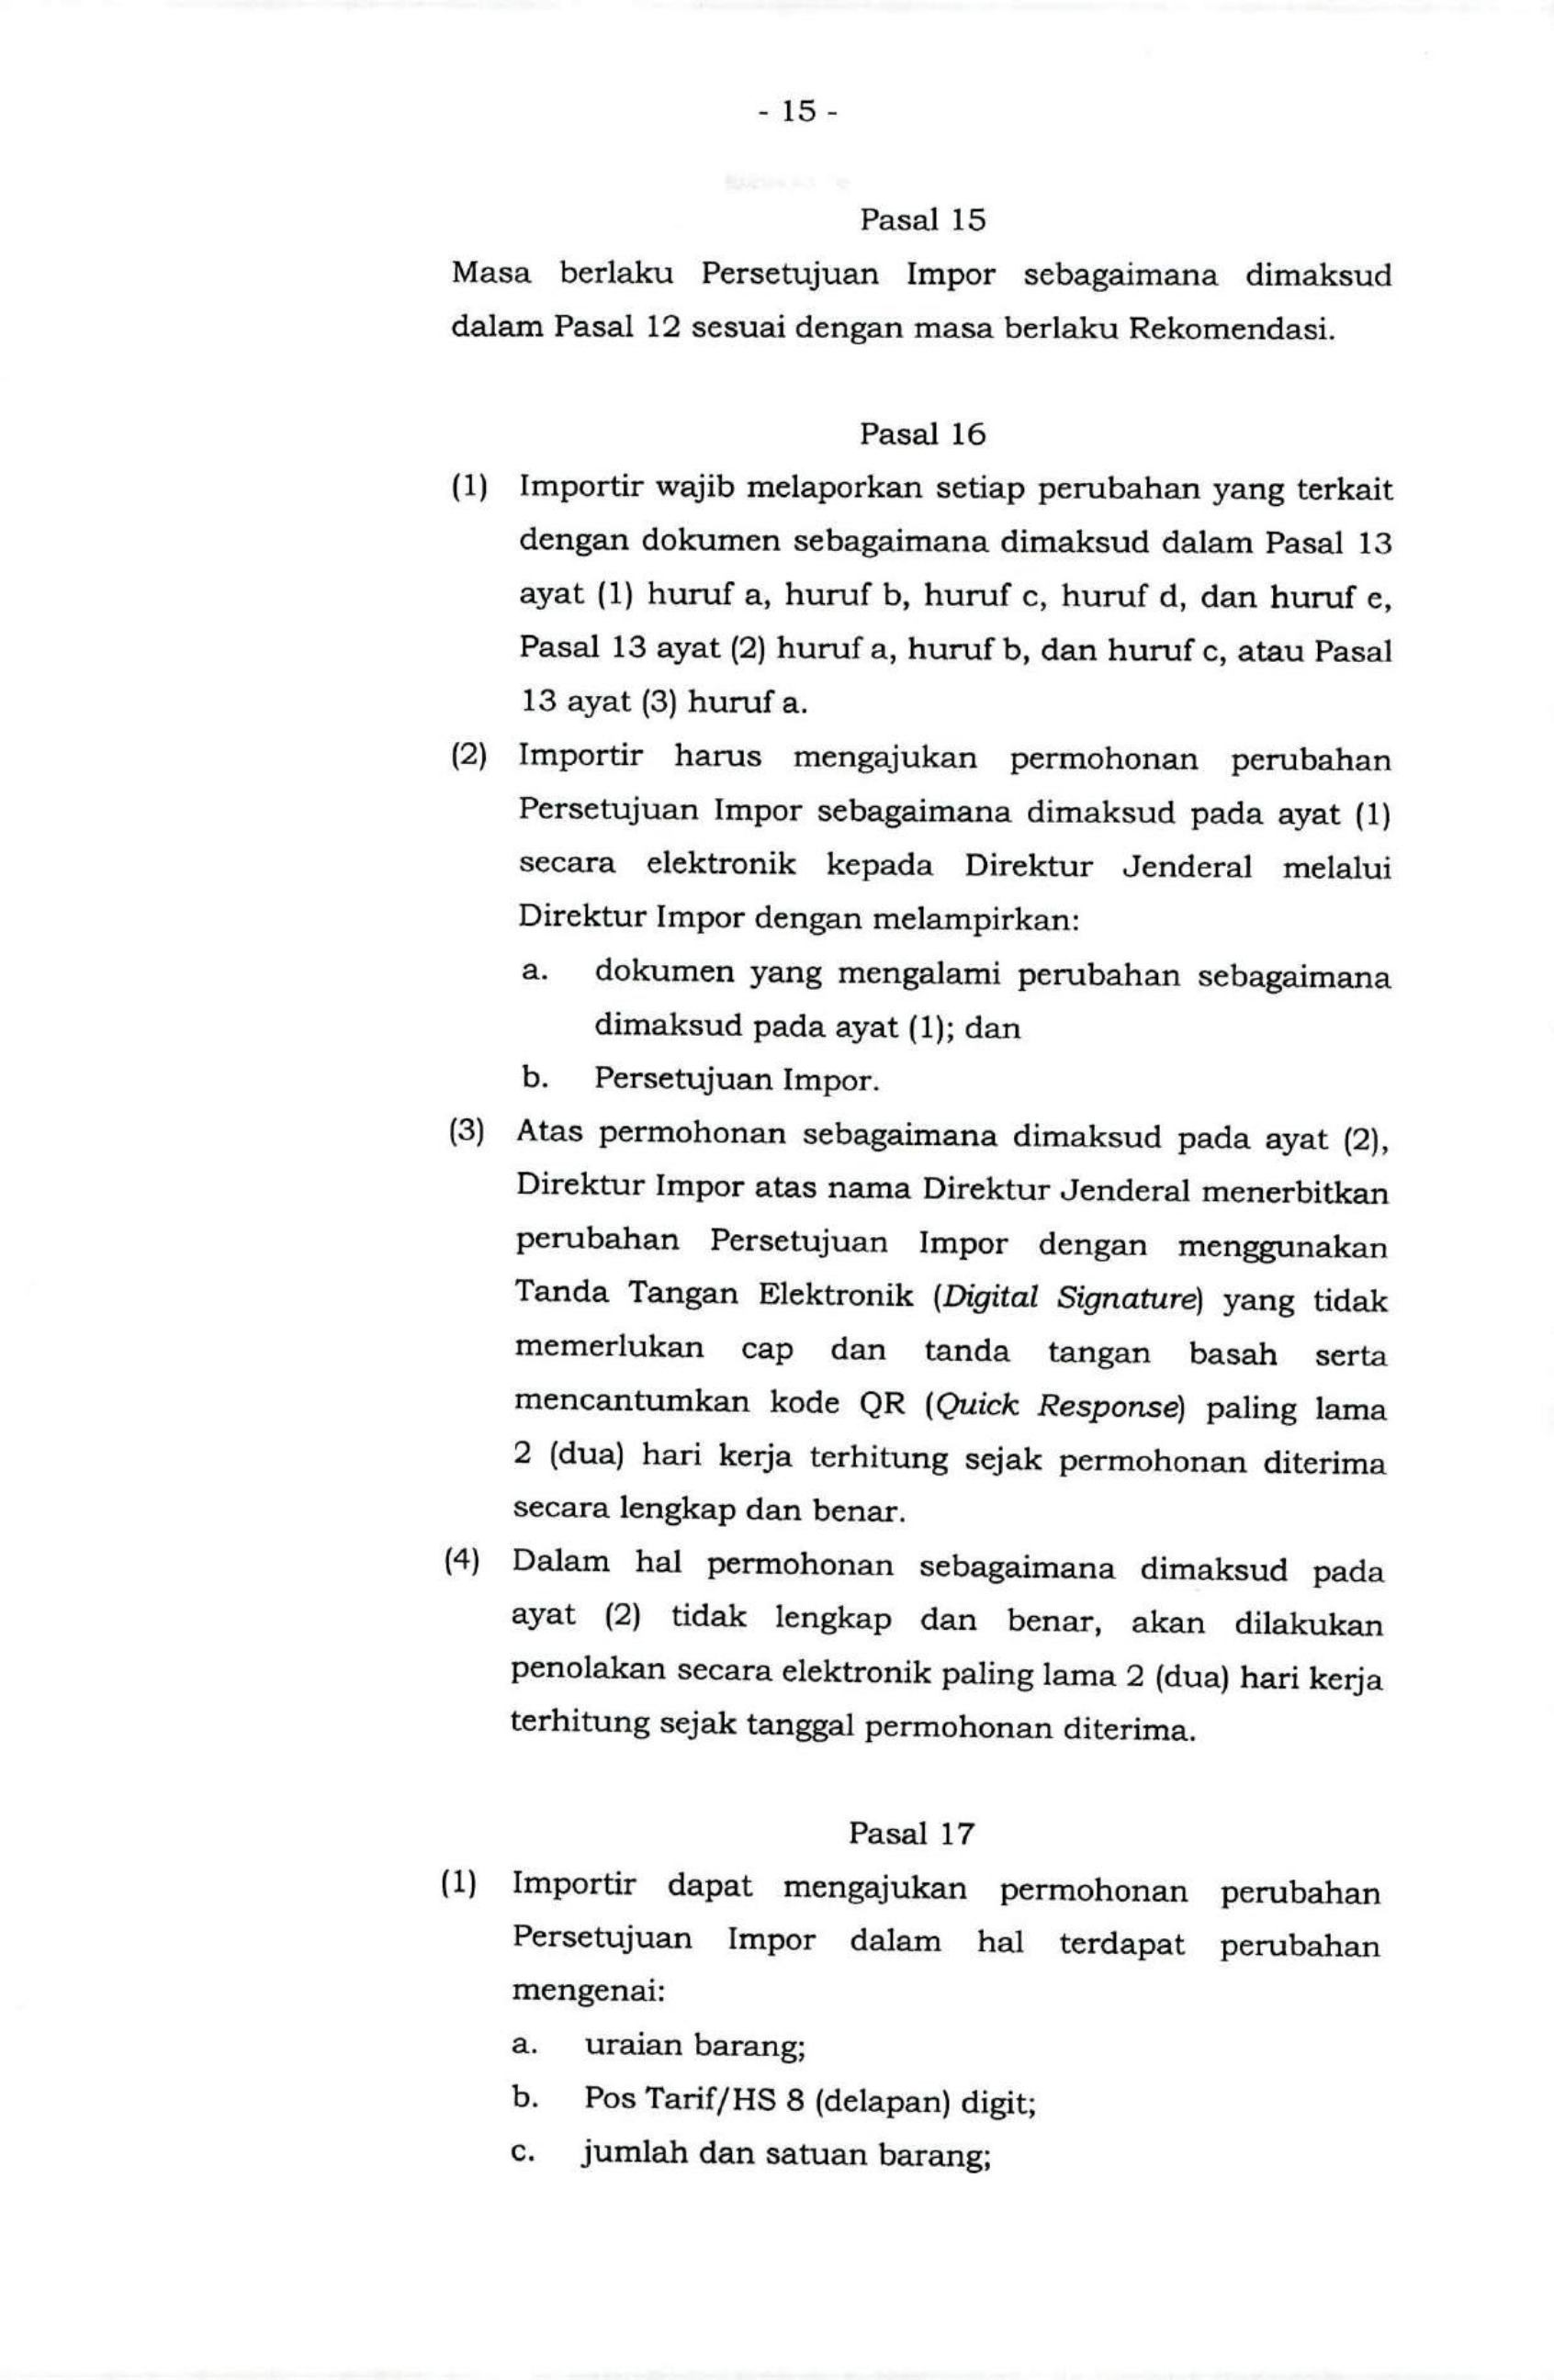 - 15 -
Pasal 15
Masa berlaku Persetujuan Impor sebagaimana dimaksud
dalam Pasal 12 sesuai dengan masa berlaku Rekomendasi.
Pasal 16
(1) Importir wajib melaporkan setiap perubahan yang terkait
dengan dokumen sebagaimana dimaksud dalam Pasal 13
ayat (1) huruf a, huruf b, huruf c, huruf d, dan huruf e,
Pasal 13 ayat (2) huruf a, huruf b, dan huruf c, atau Pasal
13 ayat (3) huruf a.
(2) Importir harus mengajukan permohonan perubahan
Persetujuan Impor sebagaimana dimaksud pada ayat (1)
secara elektronik kepada Direktur Jenderal melalui
Direktur Impor dengan melampirkan:
a. dokumen yang mengalami perubahan sebagaimana
dimaksud pada ayat (1); dan
b. Persetujuan Impor.
(3) Atas permohonan sebagaimana dimaksud pada ayat (2),
Direktur Impor atas nama Direktur Jenderal menerbitkan
perubahan Persetujuan Impor dengan menggunakan
Tanda Tangan Elektronik (Digital Signature) yang tidak
memerlukan cap dan tanda tangan basah serta
mencantumkan kode QR (Quick Response) paling lama
2 (dua) hari kerja terhitung sejak permohonan diterima
secara lengkap dan benar.
(4) Dalam hal permohonan sebagaimana dimaksud pada
ayat (2) tidak lengkap dan benar, akan dilakukan
penolakan secara elektronik paling lama 2 (dua) hari kerja
terhitung sejak tanggal permohonan diterima.
Pasal 17
(1) Importir dapat mengajukan permohonan perubahan
Persetujuan Impor dalam hal terdapat perubahan
mengenai:
a. uraian barang;
b. Pos Tarif/HS 8 (delapan) digit;
c. jumlah dan satuan barang;